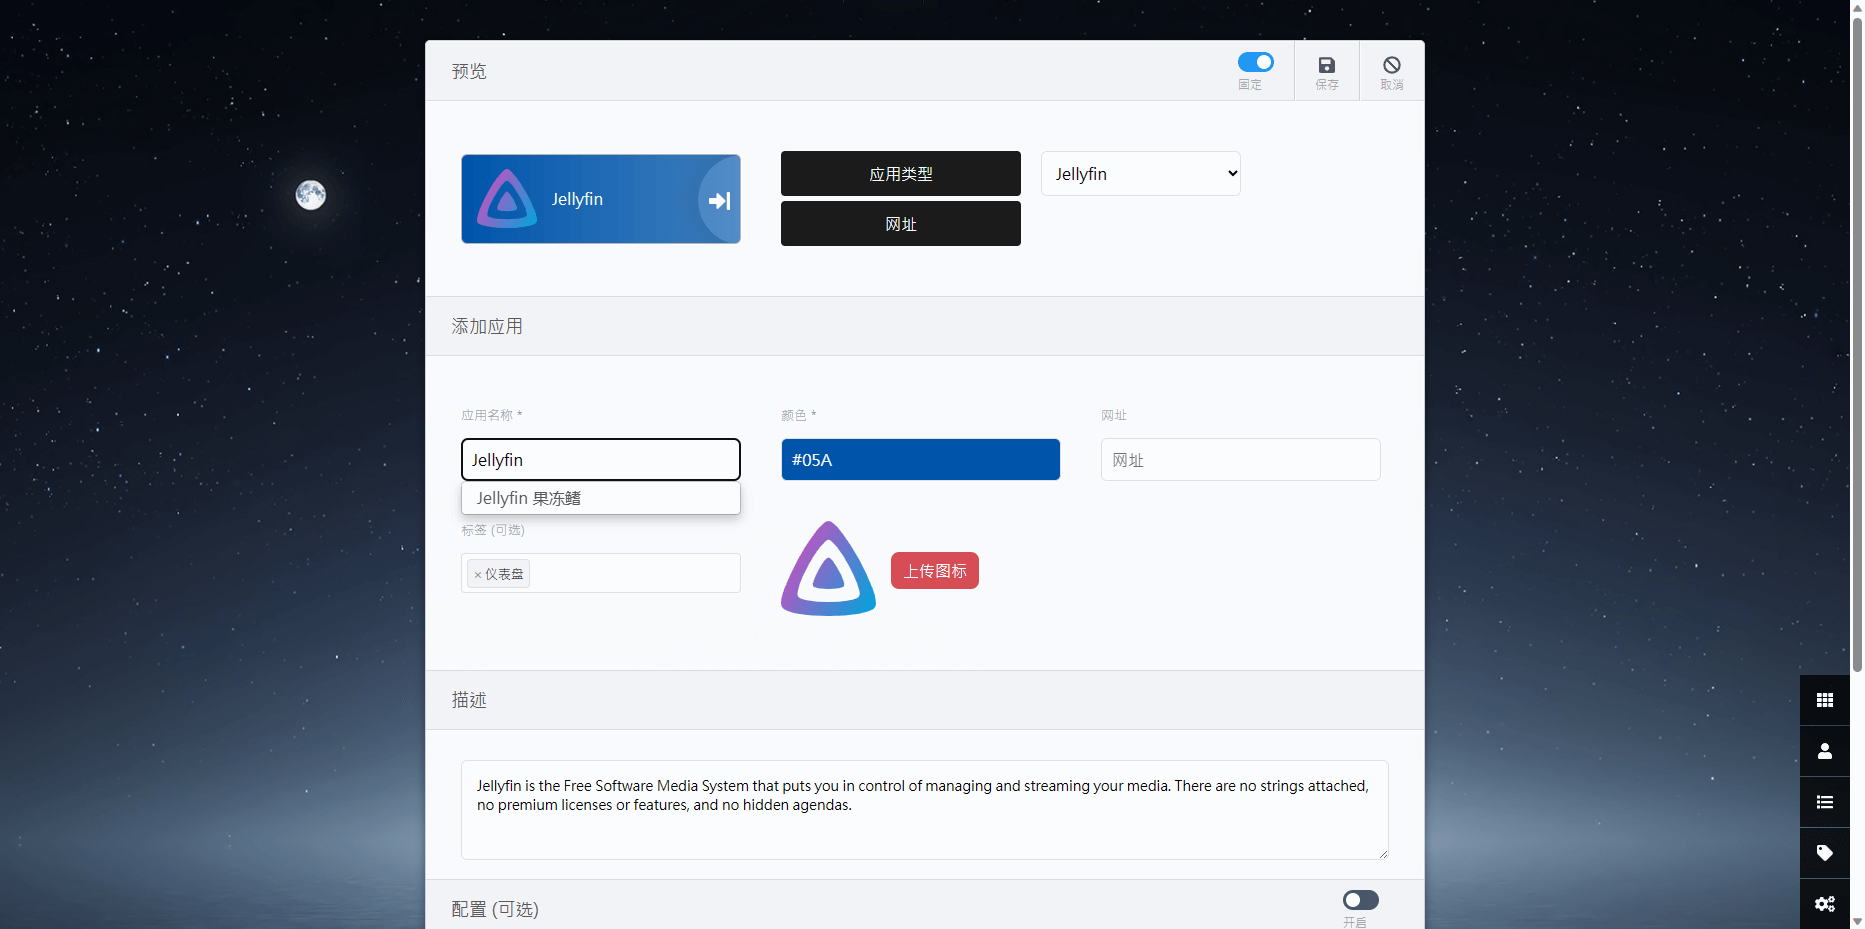 预览
固定
保存
取消
Jellyfin
应用类型
Jellyfin
网址
添加应用
应用名称 *
颜色 *
网址
Jellyfin
#05A
网址
Jellyfin 果冻鳍
标签 (可选)
×仪表盘
上传图标
描述
Jellyfin is the Free Software Media System that puts you in control of managing and streaming your media. There are no strings attached,
no premium licenses or features, and no hidden agendas.
配置 (可选)
开启